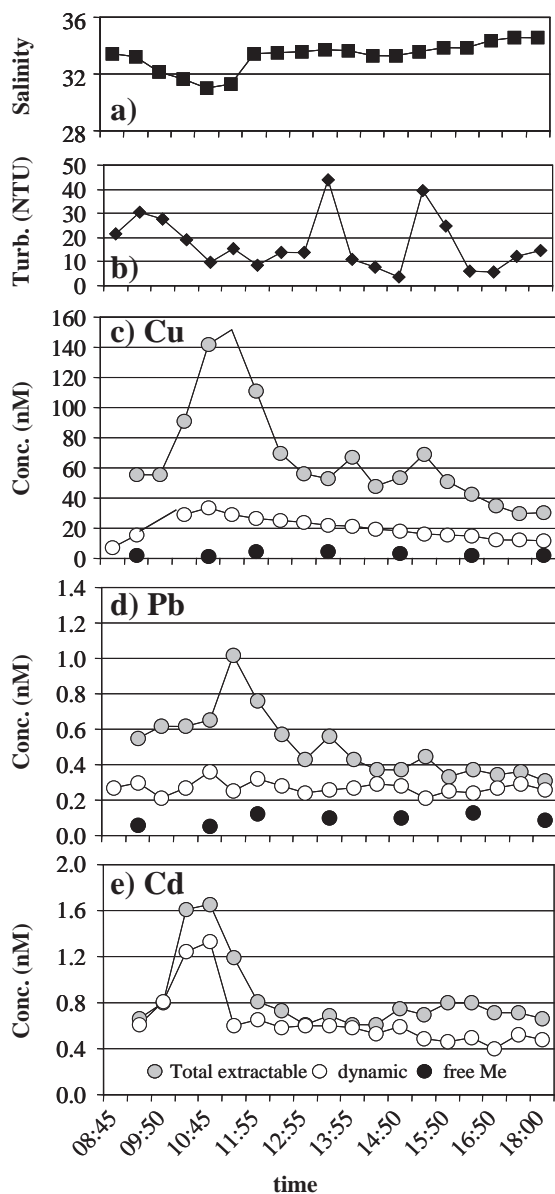 36
32
28
Salinity
a)
50
40
30
20
10
0
Turb. (NTU)
b)
160
140
120
100
80
60
40
20
0
Conc. (nM)
c) Cu
1.4
1.2
1.0
0.8
0.6
0.4
0.2
0.0
Conc. (nM)
d) Pb
2.0
1.6
1.2
0.8
0.4
0.0
Conc. (nM)
e) Cd
Total extractable dynamic free Me
08:45 09:50 10:45 11:55 12:55 13:55 14:50 15:50 16:50 18:00
time